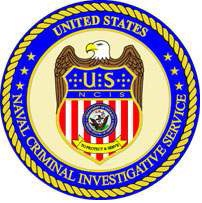 UNITED STATES
U.S.
NCIS
TO PROTECT & SERVE
NAVAL CRIMINAL INVESTIGATIVE SERVICE